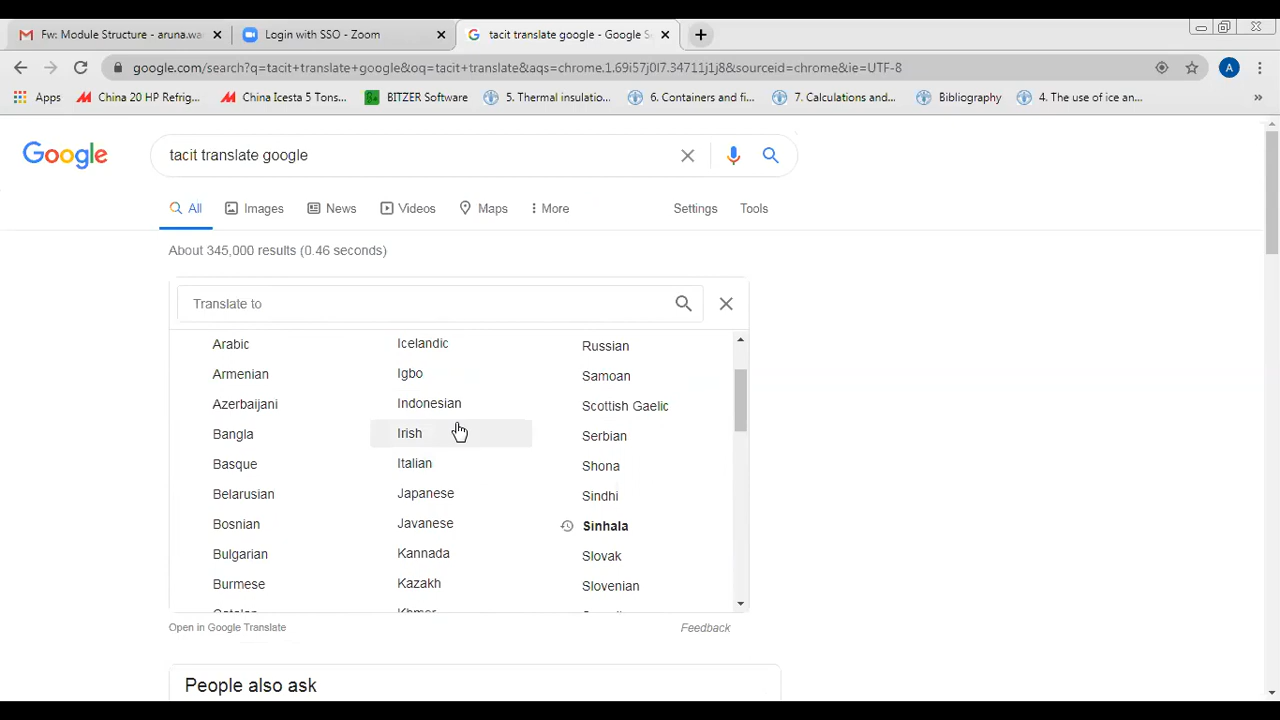 Fw: Module Structure - aruna.wa
Login with SSO - Zoom
tacit translate google - Google S
google.com/search?q=tacit+translate+google&oq=tacit+translate&aqs=chrome.1.69i57j0l7.34711j1j8&sourceid=chrome&ie=UTF-8
A
Apps
China 20 HP Refrig...
China Icesta 5 Tons...
BITZER Software
5. Thermal insulatio...
6. Containers and fi...
7. Calculations and...
Bibliography
4. The use of ice an...
»
Google
tacit translate google
All
Images
News
Videos
Maps
More
Settings
Tools
About 345,000 results (0.46 seconds)
Translate to
Arabic
Icelandic
Russian
Armenian
Igbo
Samoan
Azerbaijani
Indonesian
Scottish Gaelic
Bangla
Irish
Serbian
Basque
Italian
Shona
Belarusian
Japanese
Sindhi
Bosnian
Javanese
Sinhala
Bulgarian
Kannada
Slovak
Burmese
Kazakh
Slovenian
Open in Google Translate
Feedback
People also ask